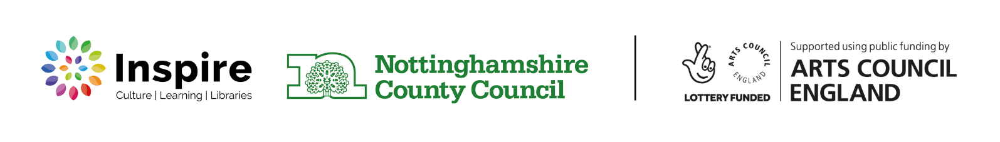 Inspire
Culture | Learning | Libraries
Nottinghamshire
County Council
LOTTERY FUNDED
ARTS COUNCIL
ENGLAND
Supported using public funding by
ARTS COUNCIL
ENGLAND